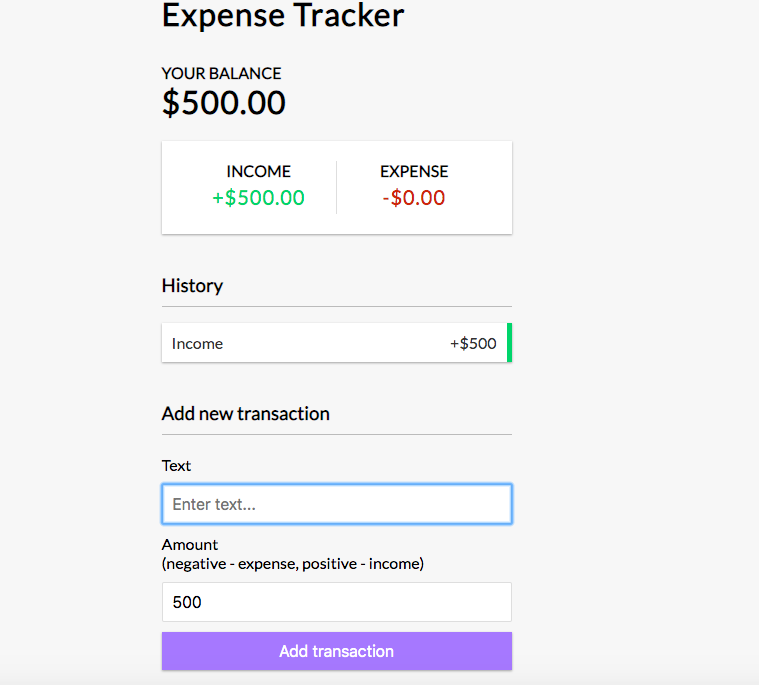 Expense Tracker
YOUR BALANCE
$500.00
INCOME
EXPENSE
+$500.00
-$0.00
History
Income +$500
Add new transaction
Text
Enter text...
Amount
(negative - expense, positive - income)
500
Add transaction